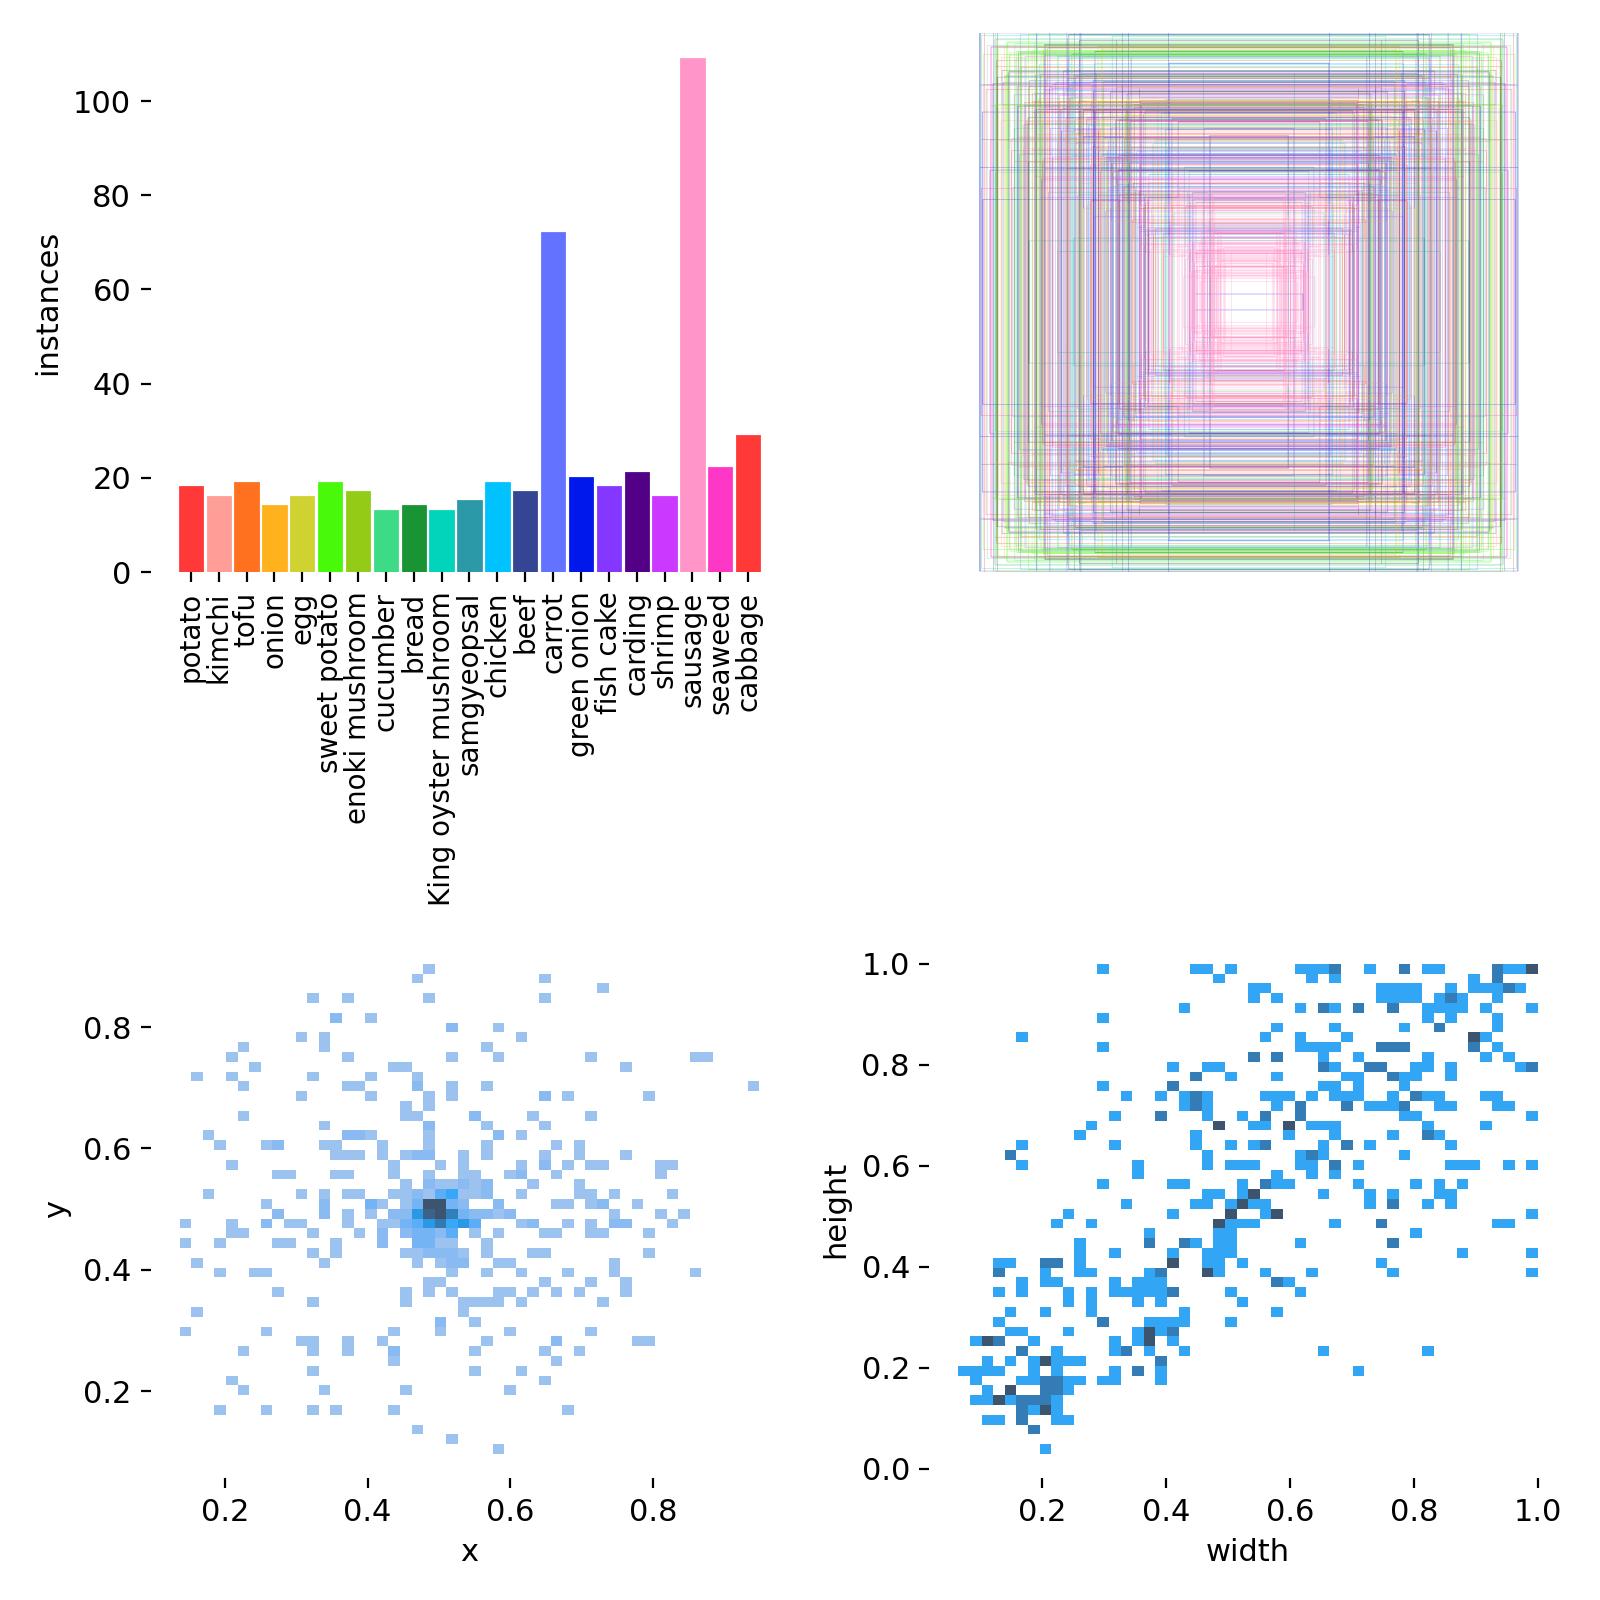 instances
100
80
60
40
20
0
potato
kimchi
tofu
onion
egg
sweet potato
enoki mushroom
cucumber
bread
King oyster mushroom
samgyeopsal
chicken
beef
carrot
green onion
fish cake
carding
shrimp
sausage
seaweed
cabbage
y
0.8
0.6
0.4
0.2
0.2 0.4 0.6 0.8
x
height
1.0
0.8
0.6
0.4
0.2
0.0
0.2 0.4 0.6 0.8 1.0
width